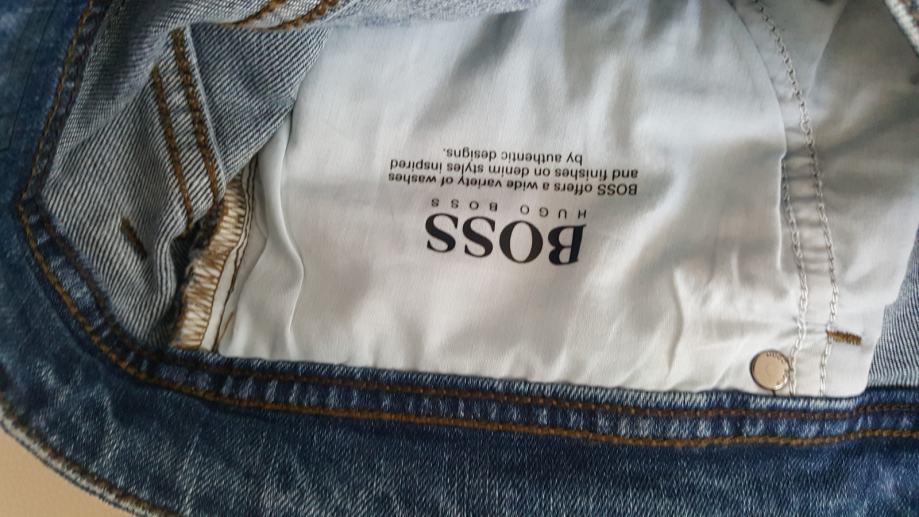 BOSS
HUGO BOSS
BOSS offers a wide variety of washes
and finishes on denim styles inspired
by authentic designs.